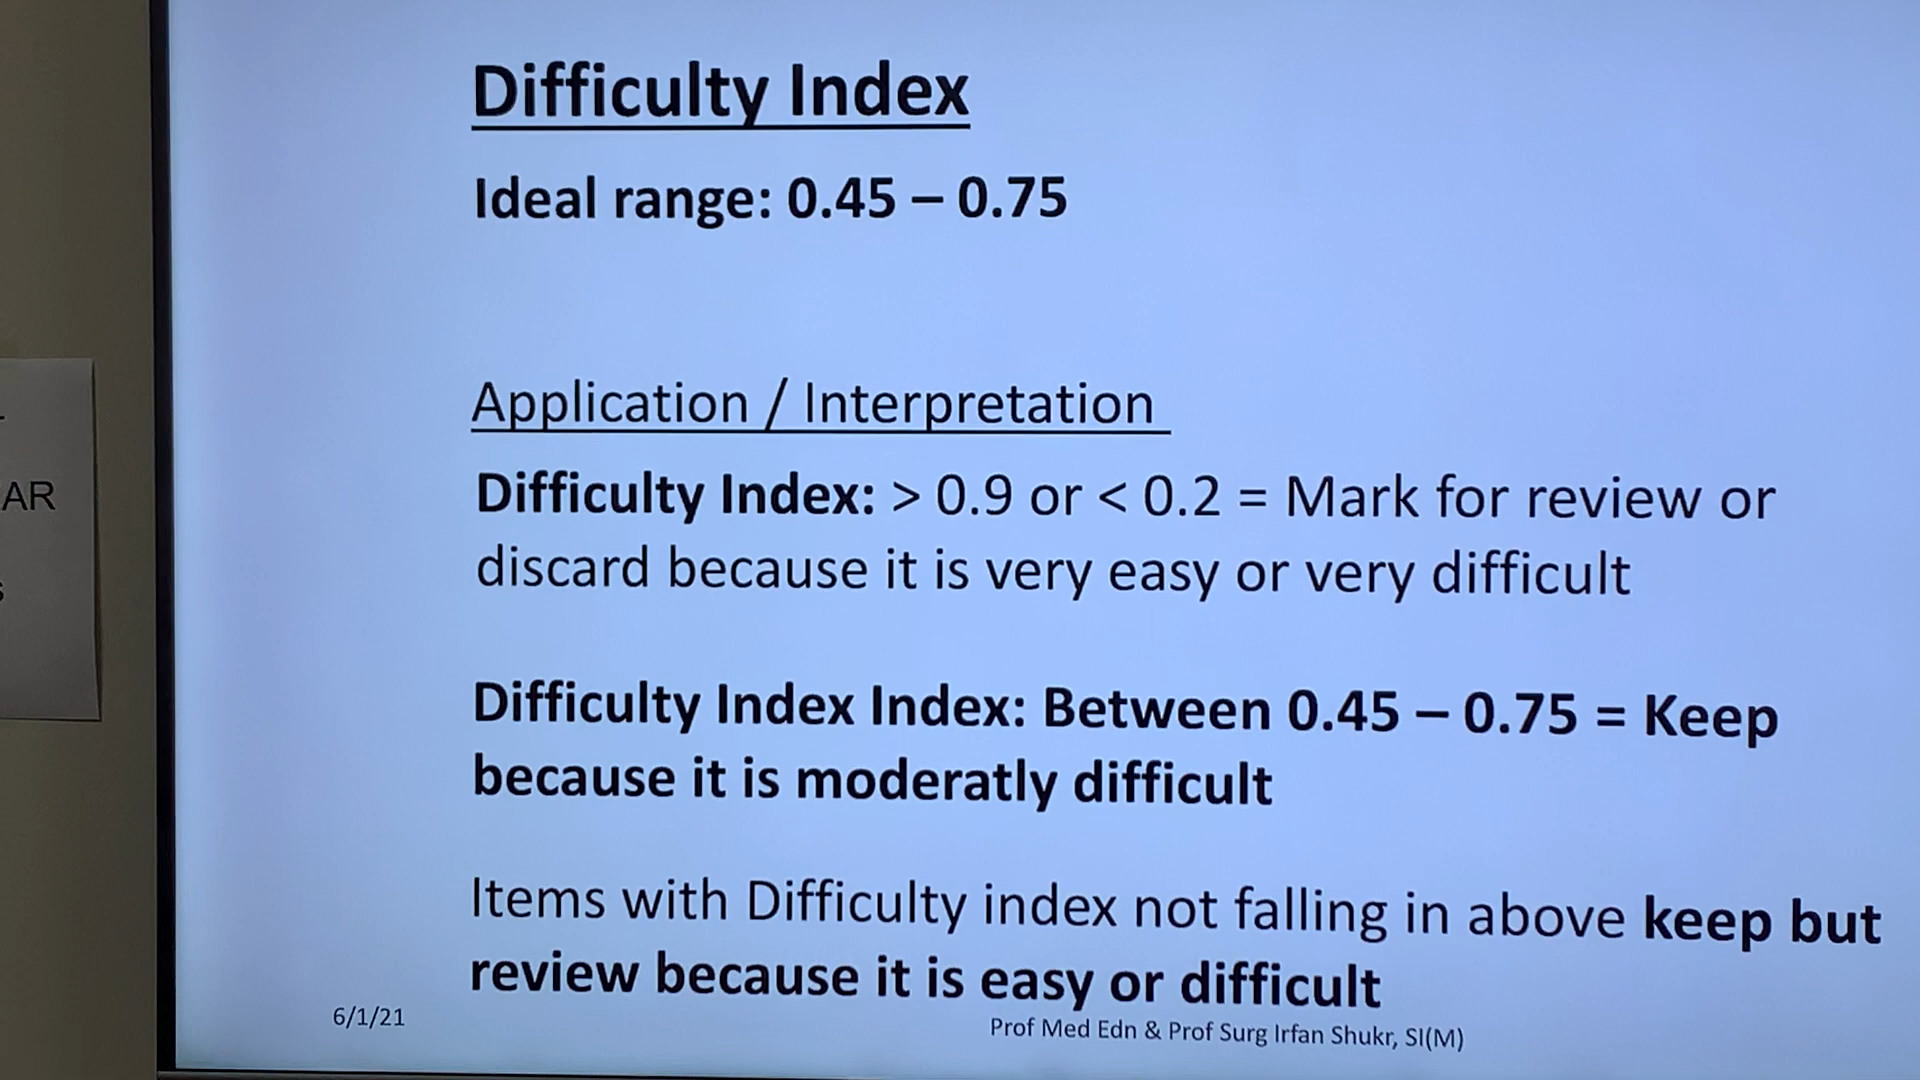 Difficulty Index
Ideal range: 0.45 – 0.75
Application / Interpretation
Difficulty Index: > 0.9 or < 0.2 = Mark for review or
discard because it is very easy or very difficult
Difficulty Index Index: Between 0.45 – 0.75 = Keep
because it is moderatly difficult
Items with Difficulty index not falling in above keep but
review because it is easy or difficult
6/1/21
Prof Med Edn & Prof Surg Irfan Shukr, SI(M)
AR